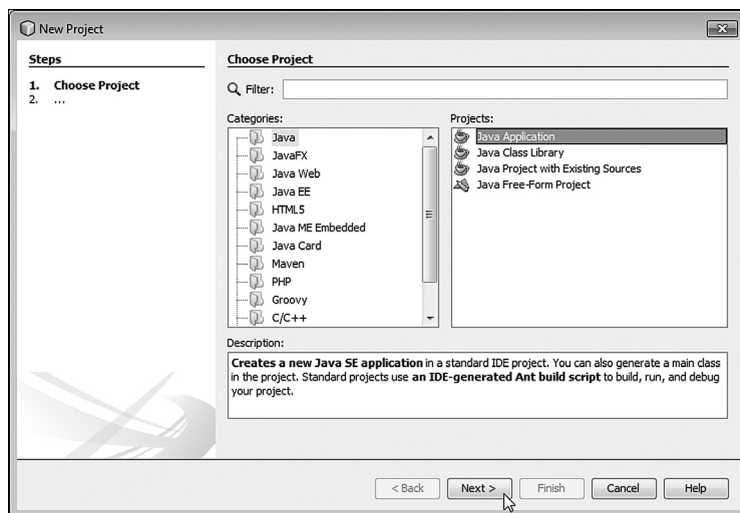 New Project
Steps
1. Choose Project
2. ...
Choose Project
Filter:
Categories:
Java
JavaFX
Java Web
Java EE
HTML5
Java ME Embedded
Java Card
Maven
PHP
Groovy
C/C++
Projects:
Java Application
Java Class Library
Java Project with Existing Sources
Java Free-Form Project
Description:
Creates a new Java SE application in a standard IDE project. You can also generate a main class
in the project. Standard projects use an IDE-generated Ant build script to build, run, and debug
your project.
< Back
Next >
Finish
Cancel
Help